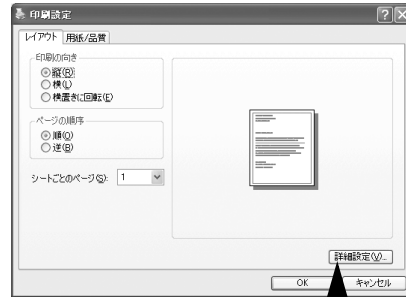 印刷設定
レイアウト 用紙/品質
印刷の向き
縦(R)
横(L)
横置きに回転(E)
ページの順序
順(O)
逆(B)
シートごとのページ(S): 1
詳細設定(V)...
OK キャンセル